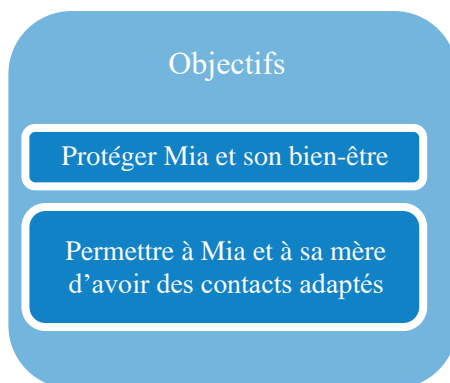 Objectifs
Protéger Mia et son bien-être
Permettre à Mia et à sa mère
d’avoir des contacts adaptés